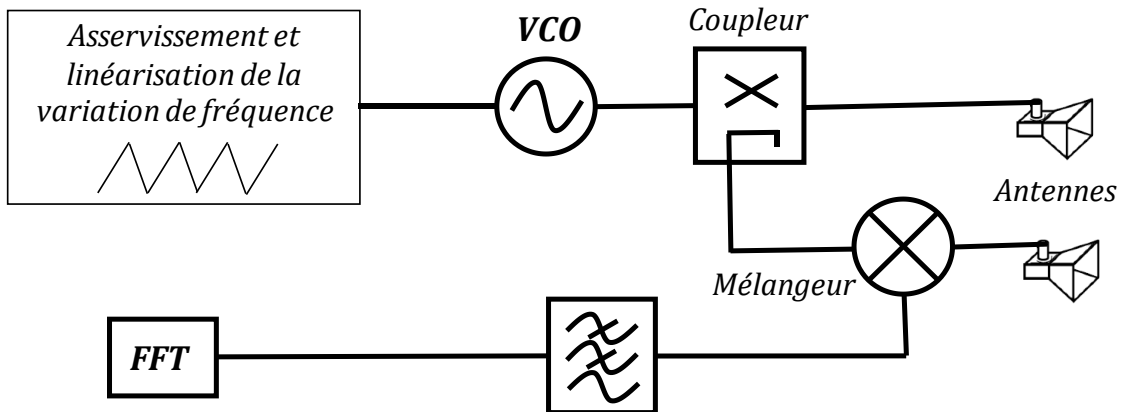 Asservissement et
linéarisation de la
variation de fréquence
VCO
Coupleur
Antennes
Mélangeur
FFT